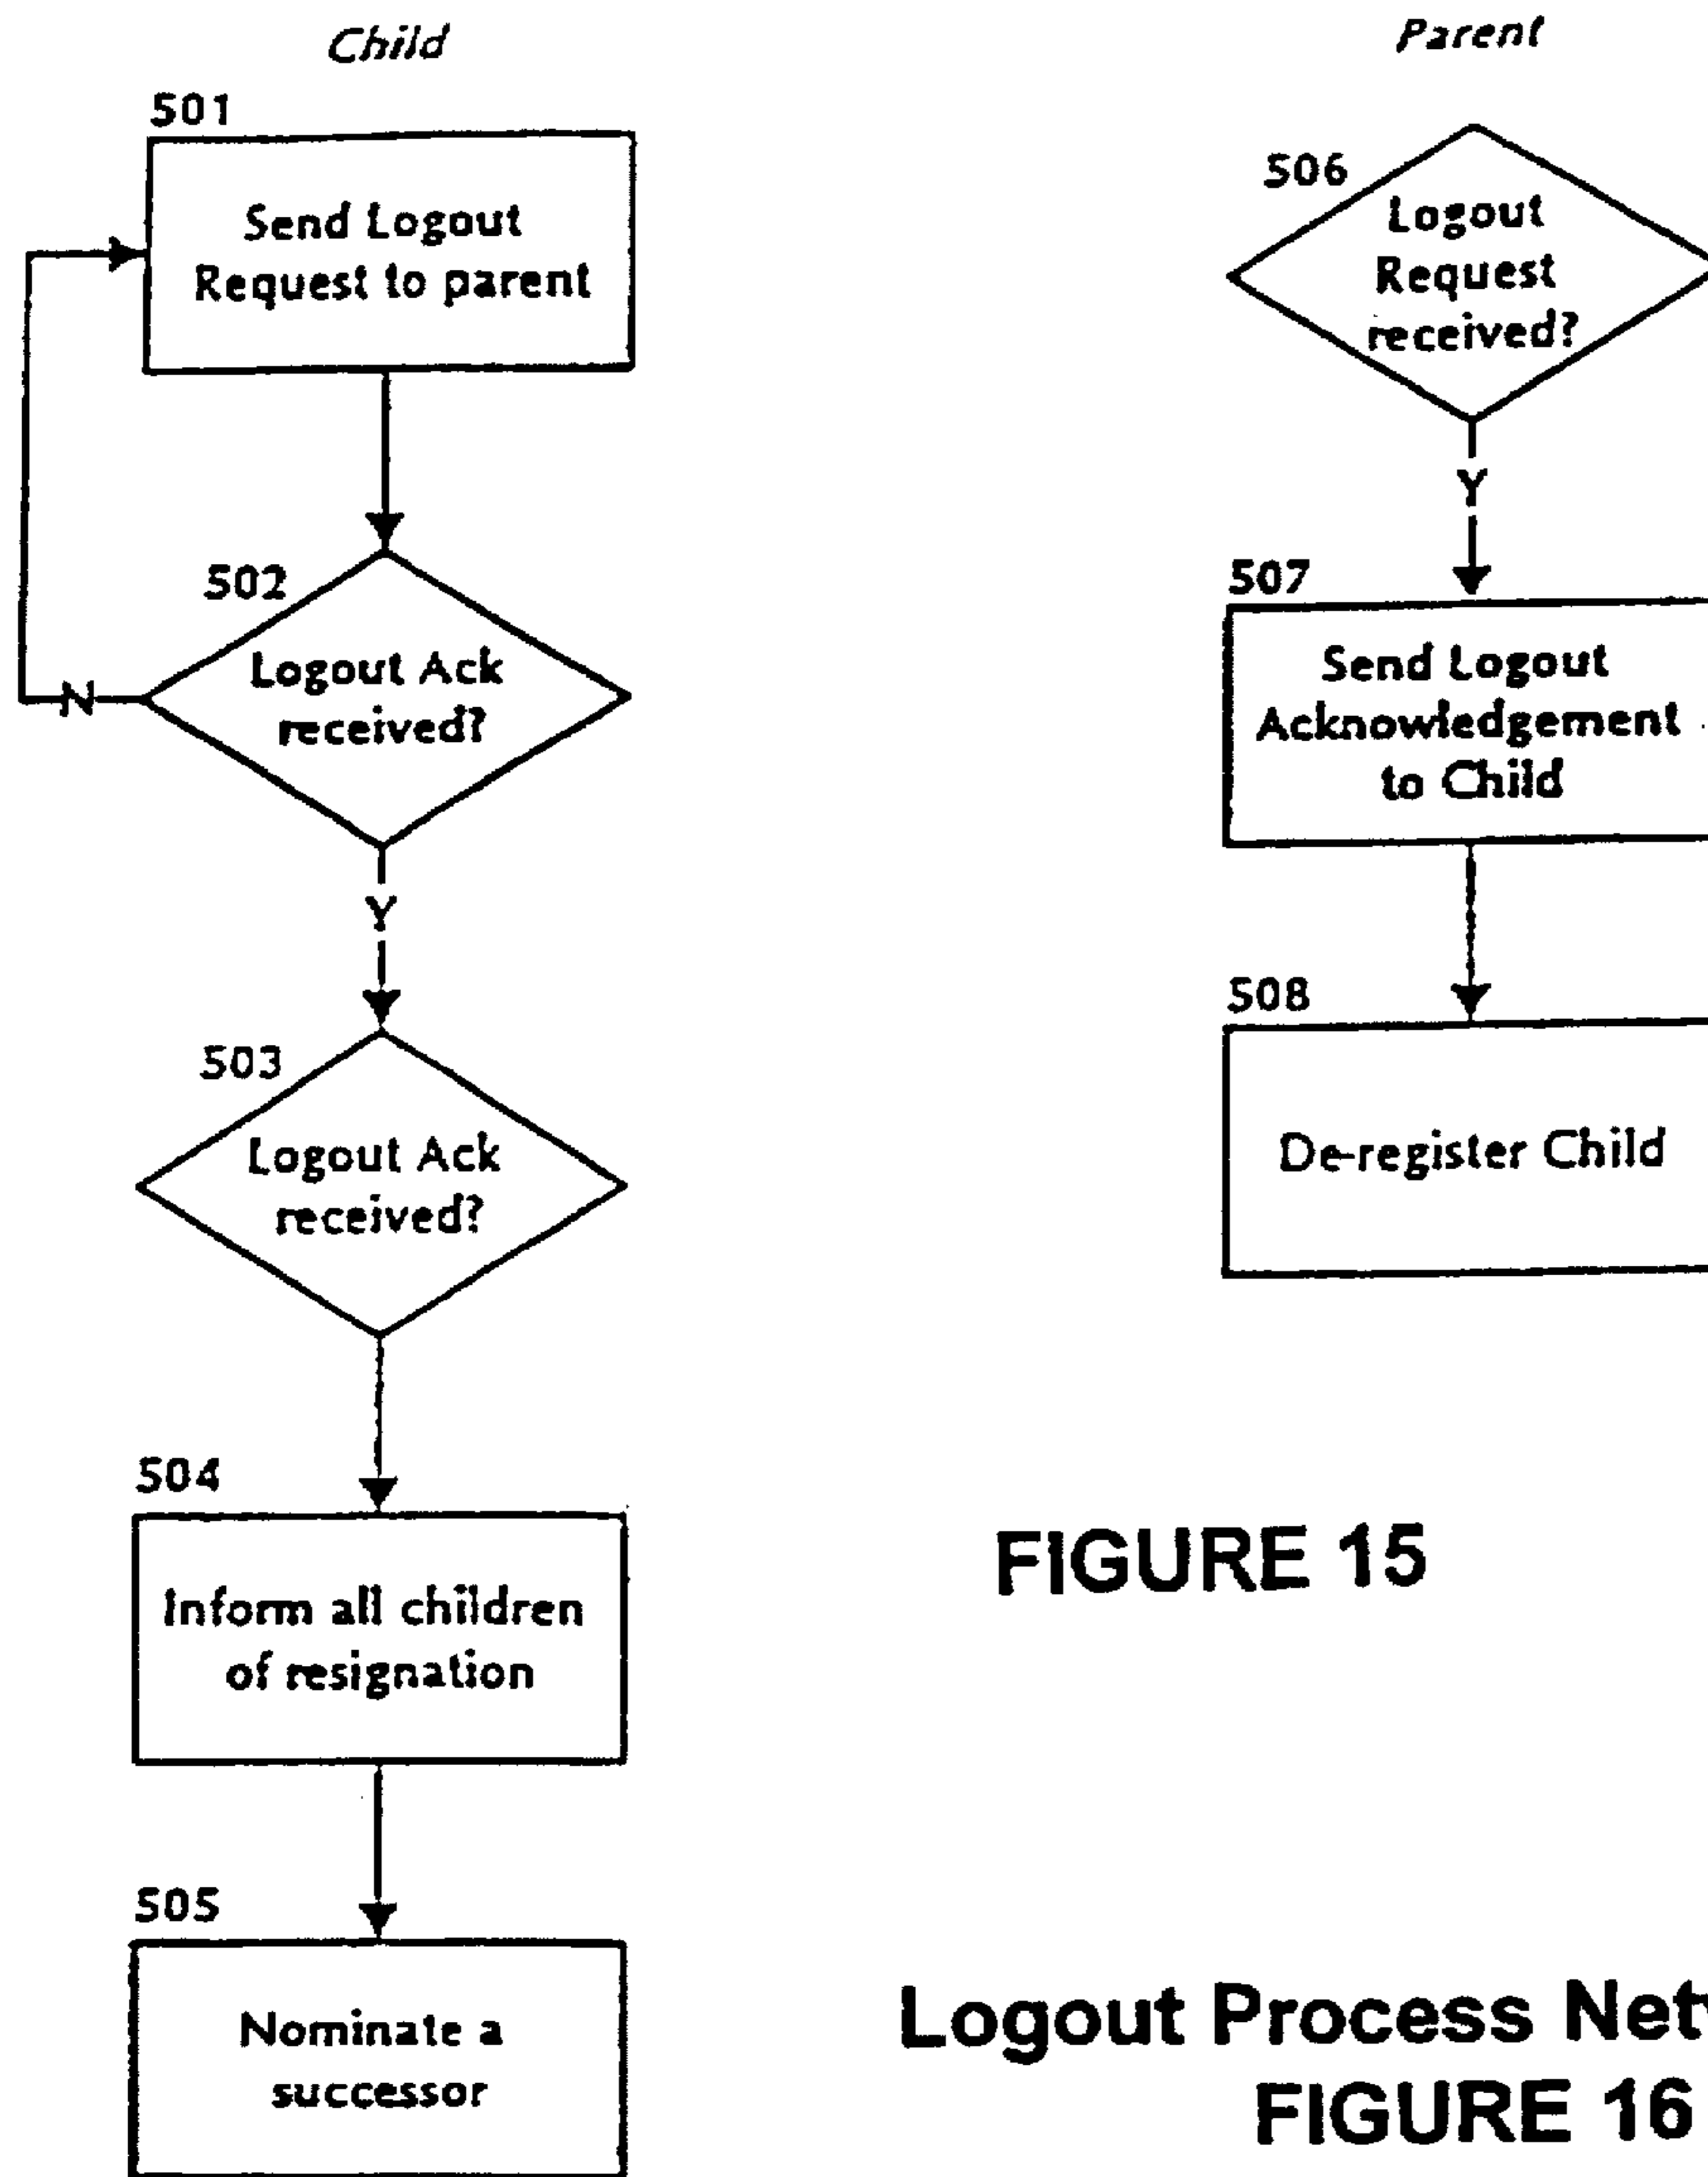 Child
501
Send Logout
Request to parent
502
Logout Ack
received?
N
Y
503
Logout Ack
received?
504
Inform all children
of resignation
505
Nominate a
successor
Parent
506
Logout
Request
received?
Y
507
Send Logout
Acknowledgement
to Child
508
De-register Child
FIGURE 15
Logout Process
FIGURE 16